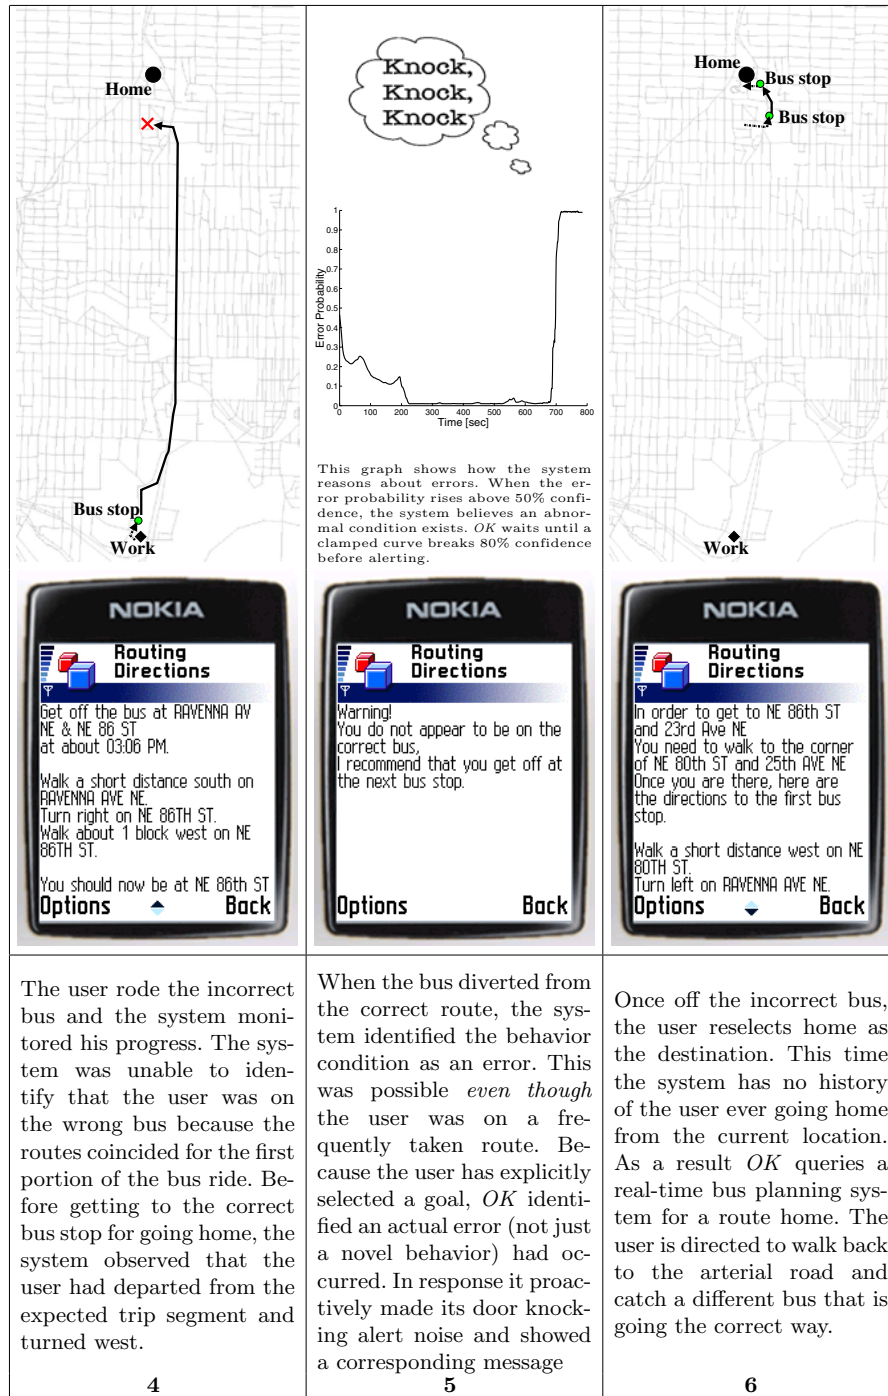 Home
Bus stop
Work
NOKIA
Routing
Directions
Get off the bus at RAVENNA AV
NE & NE 86 ST
at about 03:06 PM.
Walk a short distance south on
RAVENNA AVE NE.
Turn right on NE 86TH ST.
Walk about 1 block west on NE
86TH ST.
You should now be at NE 86th ST
Options
Back
The user rode the incorrect
bus and the system moni-
tored his progress. The sys-
tem was unable to iden-
tify that the user was on
the wrong bus because the
routes coincided for the first
portion of the bus ride. Be-
fore getting to the correct
bus stop for going home, the
system observed that the
user had departed from the
expected trip segment and
turned west.
4
Knock,
Knock,
Knock
1
0.9
0.8
0.7
0.6
0.5
0.4
0.3
0.2
0.1
0
Error Probability
0 100 200 300 400 500 600 700 800
Time [sec]
This graph shows how the system
reasons about errors. When the er-
ror probability rises above 50% confi-
dence, the system believes an abnor-
mal condition exists. OK waits until a
clamped curve breaks 80% confidence
before alerting.
NOKIA
Routing
Directions
Warning!
You do not appear to be on the
correct bus,
I recommend that you get off at
the next bus stop.
Options
Back
When the bus diverted from
the correct route, the sys-
tem identified the behavior
condition as an error. This
was possible even though
the user was on a fre-
quently taken route. Be-
cause the user has explicitly
selected a goal, OK identi-
fied an actual error (not just
a novel behavior) had oc-
curred. In response it proac-
tively made its door knock-
ing alert noise and showed
a corresponding message
5
Home
Bus stop
Bus stop
Work
NOKIA
Routing
Directions
In order to get to NE 86th ST
and 23rd Ave NE
You need to walk to the corner
of NE 80th ST and 25th AVE NE
Once you are there, here are
the directions to the first bus
stop.
Walk a short distance west on NE
80TH ST.
Turn left on RAVENNA AVE NE.
Options
Back
Once off the incorrect bus,
the user reselects home as
the destination. This time
the system has no history
of the user ever going home
from the current location.
As a result OK queries a
real-time bus planning sys-
tem for a route home. The
user is directed to walk back
to the arterial road and
catch a different bus that is
going the correct way.
6